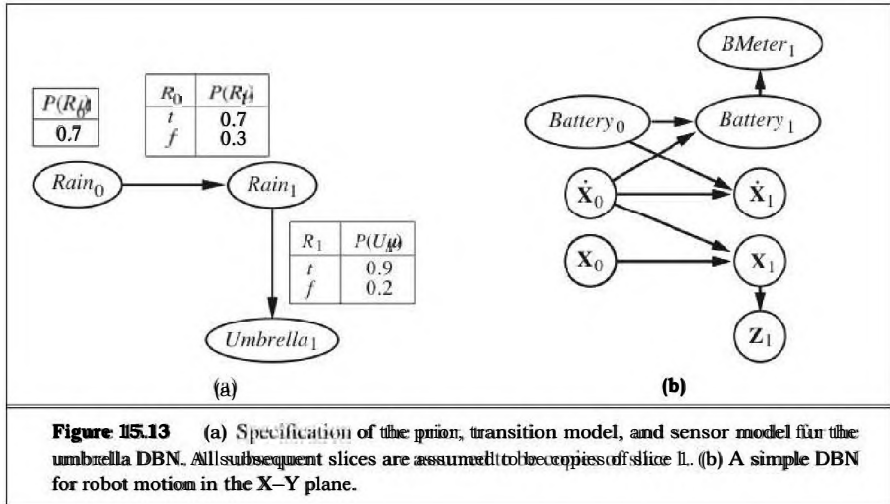 BMeter₁
P(R₀)
0.7
R₀ P(R₁)
t 0.7
f 0.3
Battery₀
Battery₁
Rain₀
Rain₁
Ẋ₀
Ẋ₁
R₁ P(U₁)
t 0.9
f 0.2
X₀
X₁
Umbrella₁
Z₁
(a)
(b)
Figure 15.13 (a) Specification of the prior, transition model, and sensor model for the
umbrella DBN. All subsequent slices are assumed to be copies of slice 1. (b) A simple DBN
for robot motion in the X–Y plane.